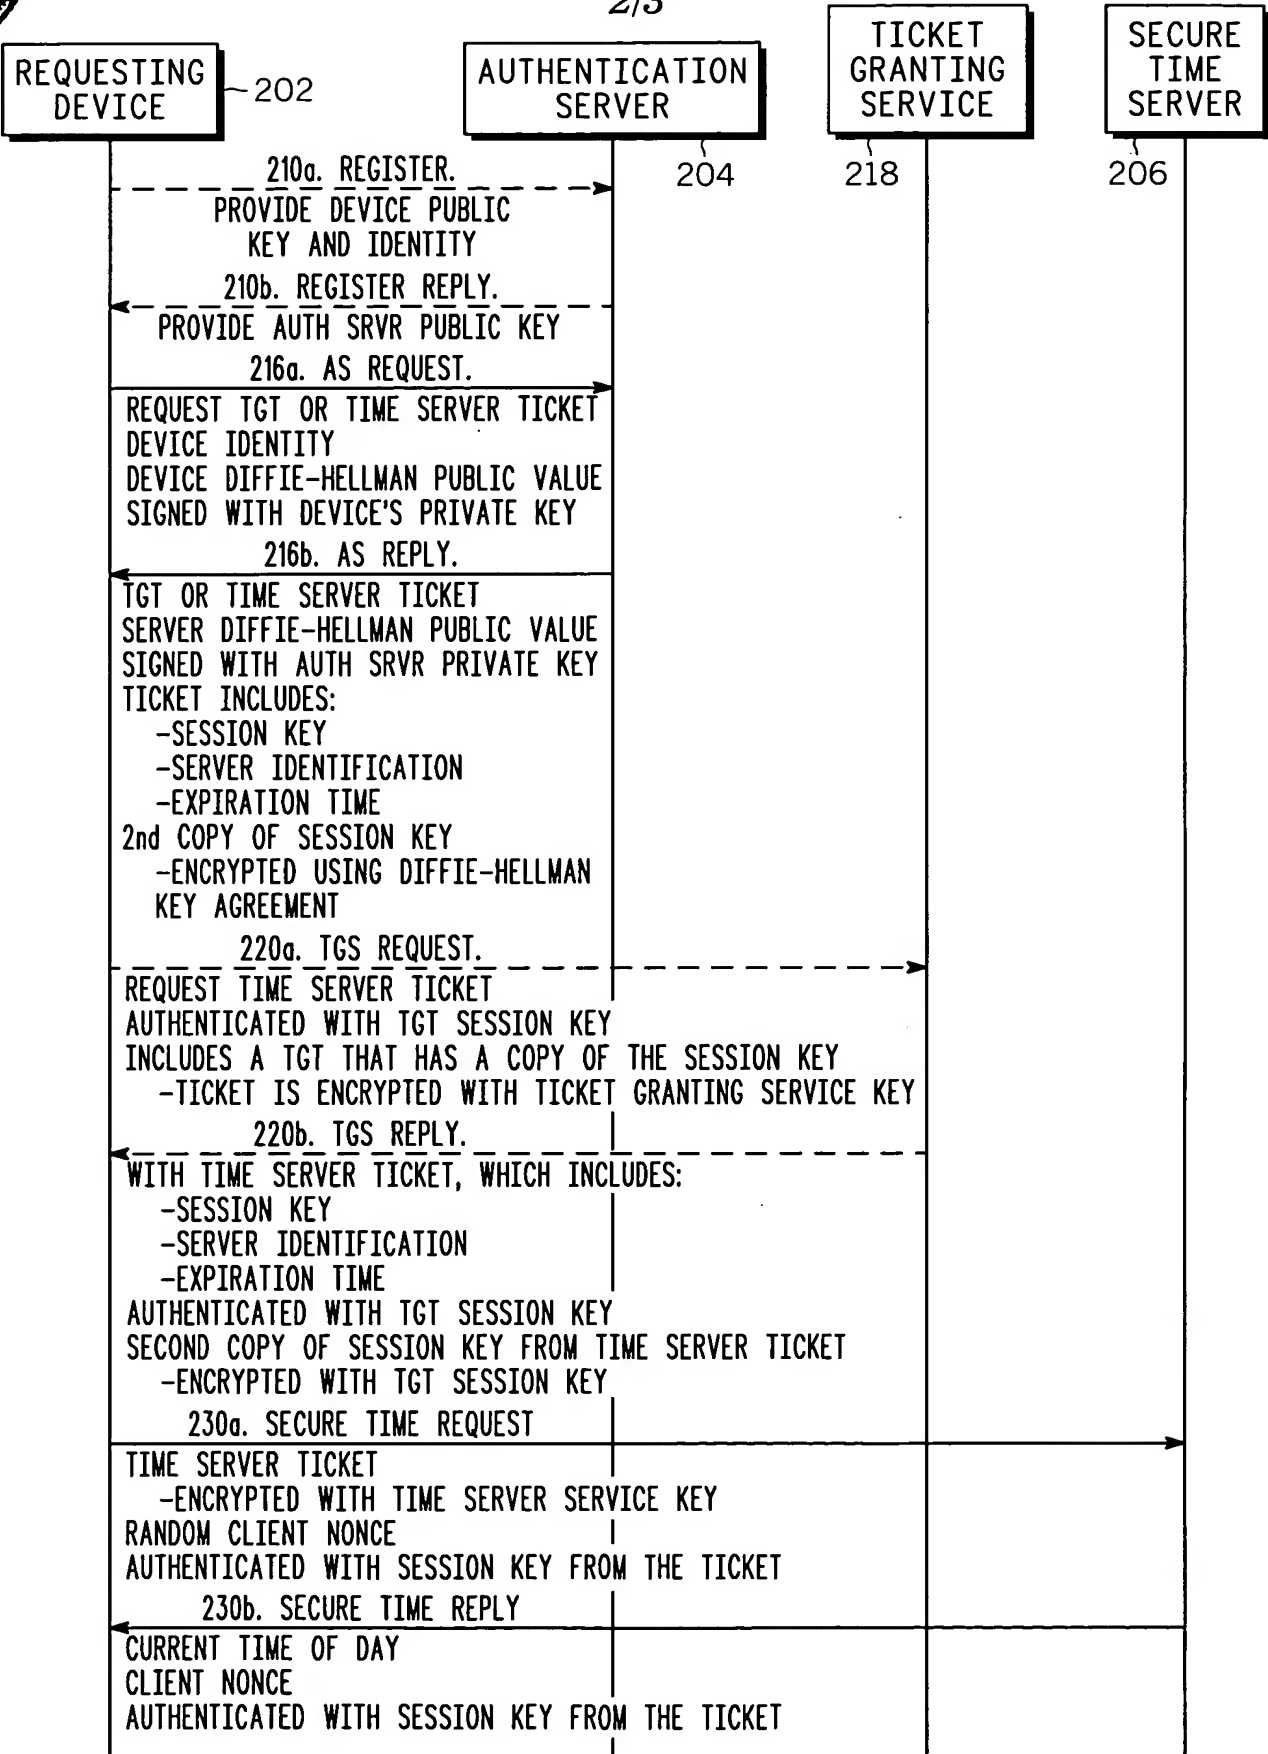 2/3
REQUESTING
DEVICE
202
AUTHENTICATION
SERVER
204
TICKET
GRANTING
SERVICE
218
SECURE
TIME
SERVER
206
210a. REGISTER.
PROVIDE DEVICE PUBLIC
KEY AND IDENTITY
210b. REGISTER REPLY.
PROVIDE AUTH SRVR PUBLIC KEY
216a. AS REQUEST.
REQUEST TGT OR TIME SERVER TICKET
DEVICE IDENTITY
DEVICE DIFFIE-HELLMAN PUBLIC VALUE
SIGNED WITH DEVICE'S PRIVATE KEY
216b. AS REPLY.
TGT OR TIME SERVER TICKET
SERVER DIFFIE-HELLMAN PUBLIC VALUE
SIGNED WITH AUTH SRVR PRIVATE KEY
TICKET INCLUDES:
-SESSION KEY
-SERVER IDENTIFICATION
-EXPIRATION TIME
2nd COPY OF SESSION KEY
-ENCRYPTED USING DIFFIE-HELLMAN
KEY AGREEMENT
220a. TGS REQUEST.
REQUEST TIME SERVER TICKET
AUTHENTICATED WITH TGT SESSION KEY
INCLUDES A TGT THAT HAS A COPY OF THE SESSION KEY
-TICKET IS ENCRYPTED WITH TICKET GRANTING SERVICE KEY
220b. TGS REPLY.
WITH TIME SERVER TICKET, WHICH INCLUDES:
-SESSION KEY
-SERVER IDENTIFICATION
-EXPIRATION TIME
AUTHENTICATED WITH TGT SESSION KEY
SECOND COPY OF SESSION KEY FROM TIME SERVER TICKET
-ENCRYPTED WITH TGT SESSION KEY
230a. SECURE TIME REQUEST
TIME SERVER TICKET
-ENCRYPTED WITH TIME SERVER SERVICE KEY
RANDOM CLIENT NONCE
AUTHENTICATED WITH SESSION KEY FROM THE TICKET
230b. SECURE TIME REPLY
CURRENT TIME OF DAY
CLIENT NONCE
AUTHENTICATED WITH SESSION KEY FROM THE TICKET